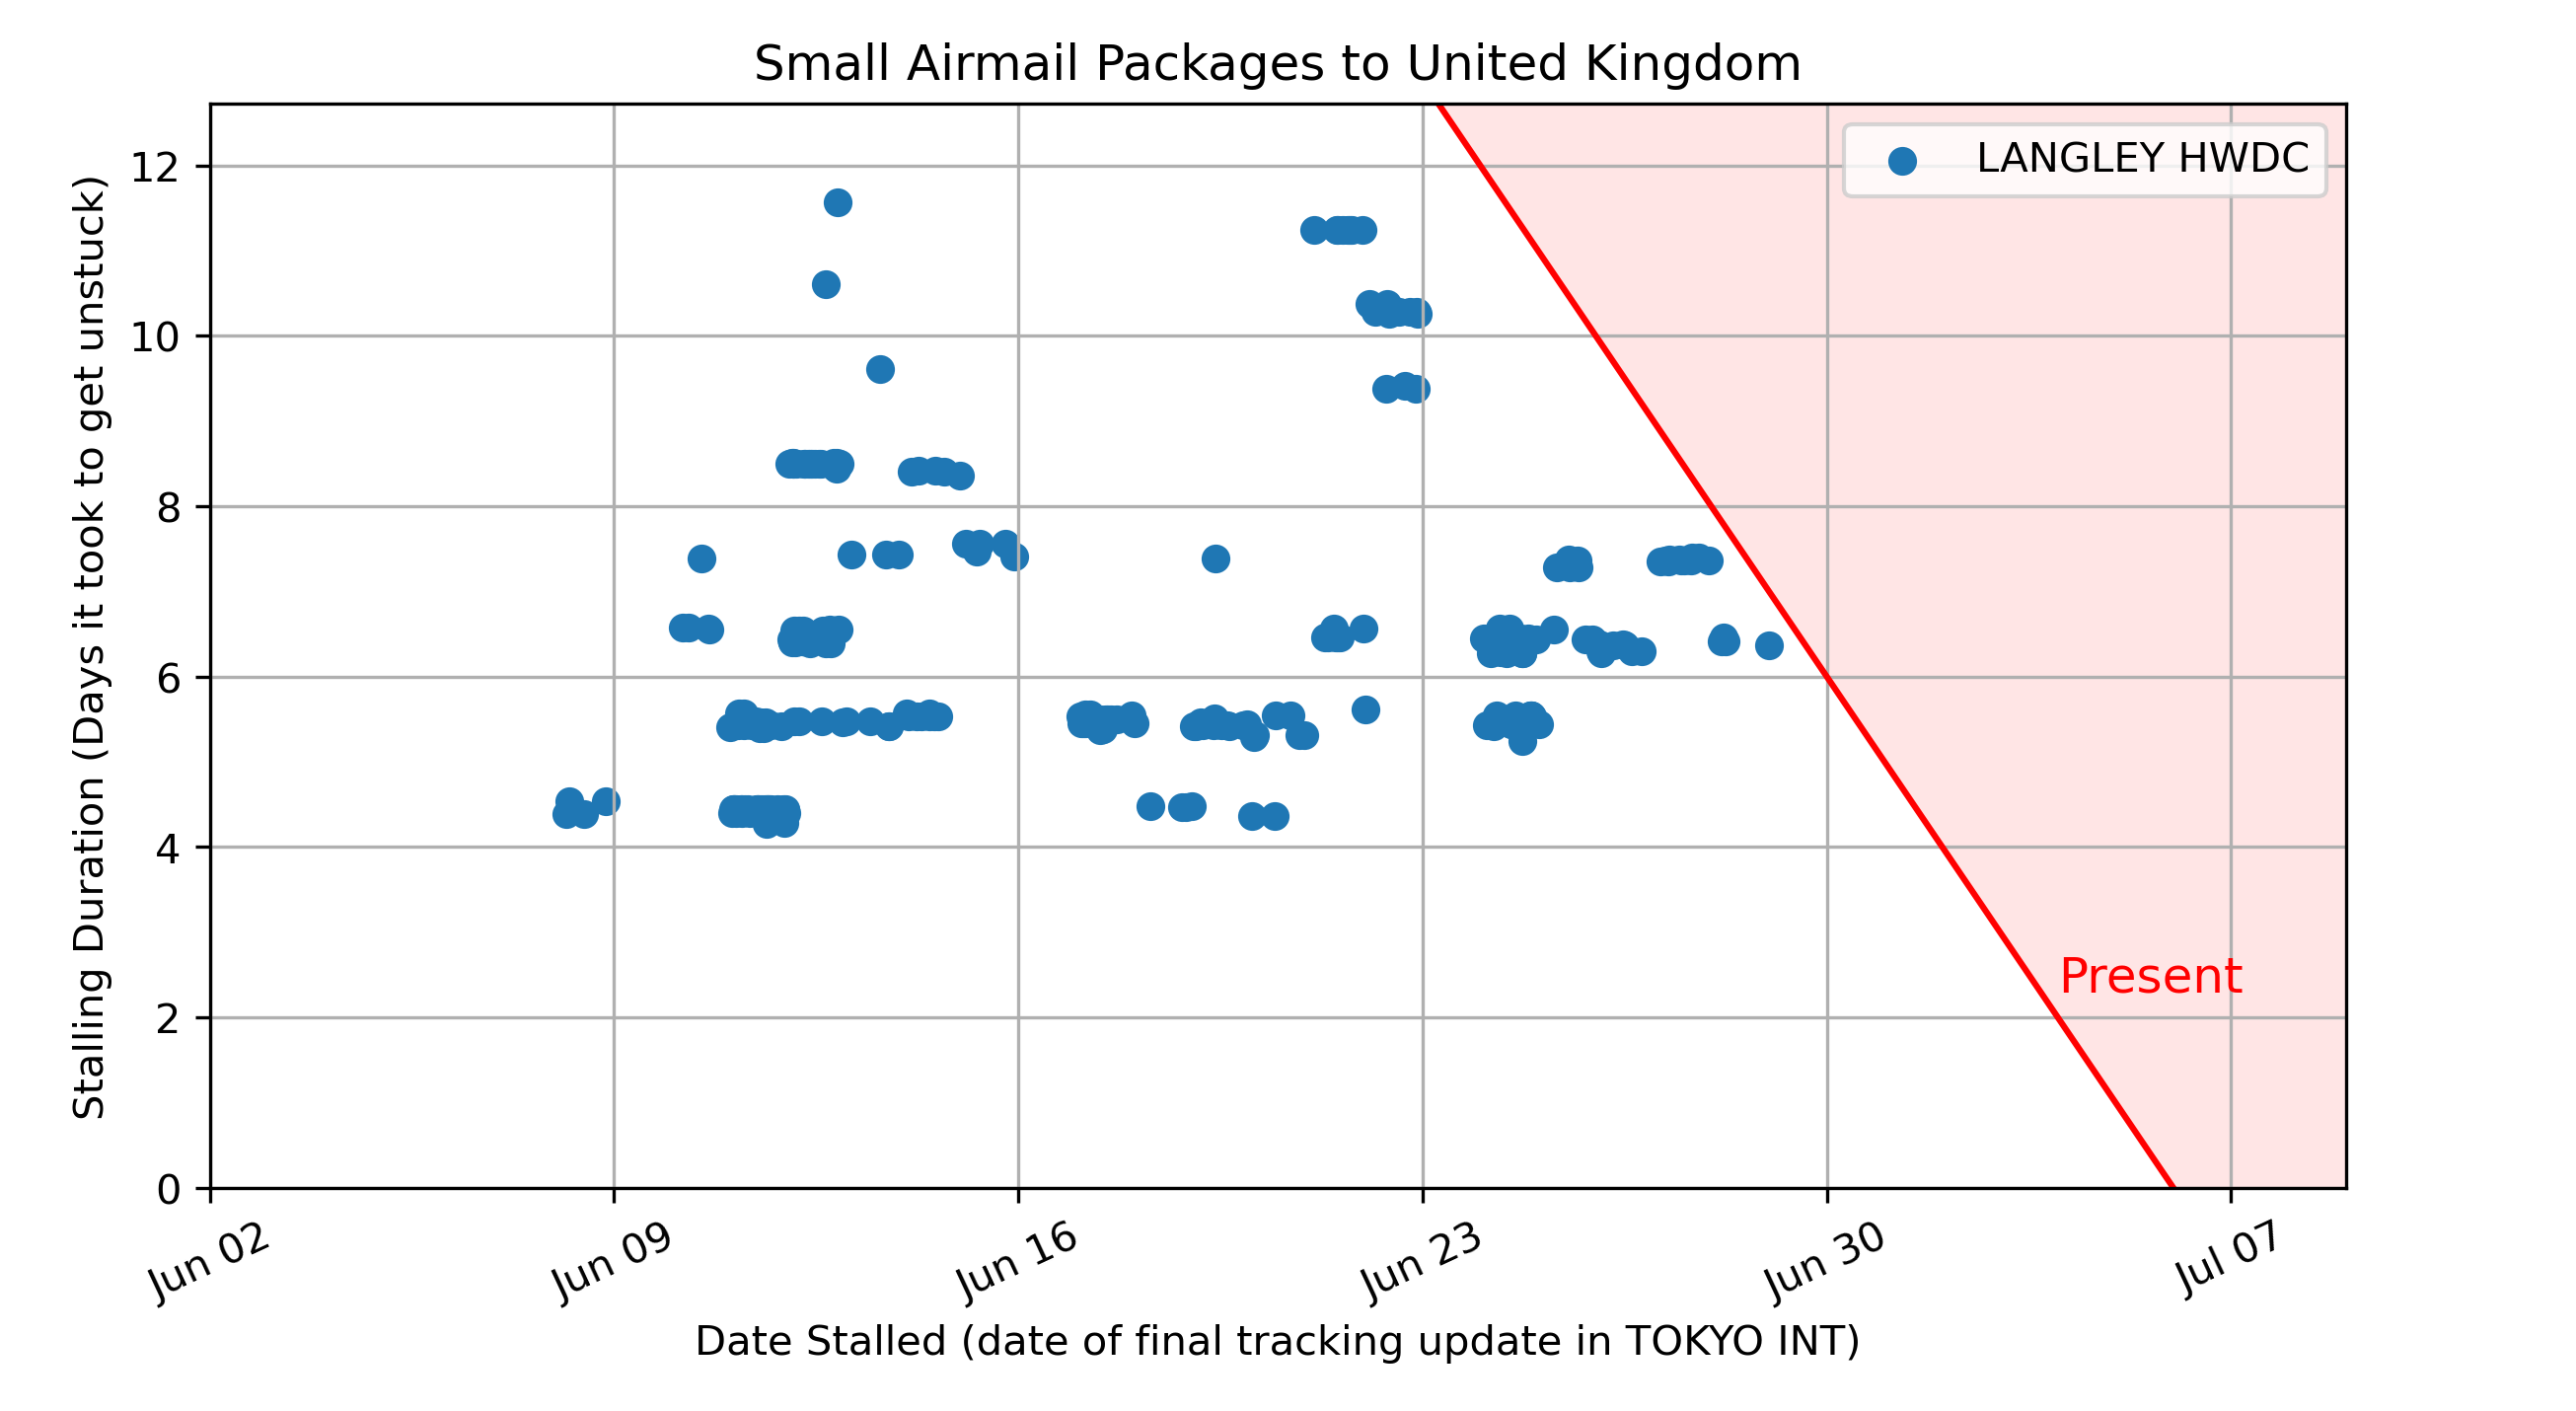 Small Airmail Packages to United Kingdom
LANGLEY HWDC
Stalling Duration (Days it took to get unstuck)
12
10
8
6
4
2
0
Present
Jun 02
Jun 09
Jun 16
Jun 23
Jun 30
Jul 07
Date Stalled (date of final tracking update in TOKYO INT)